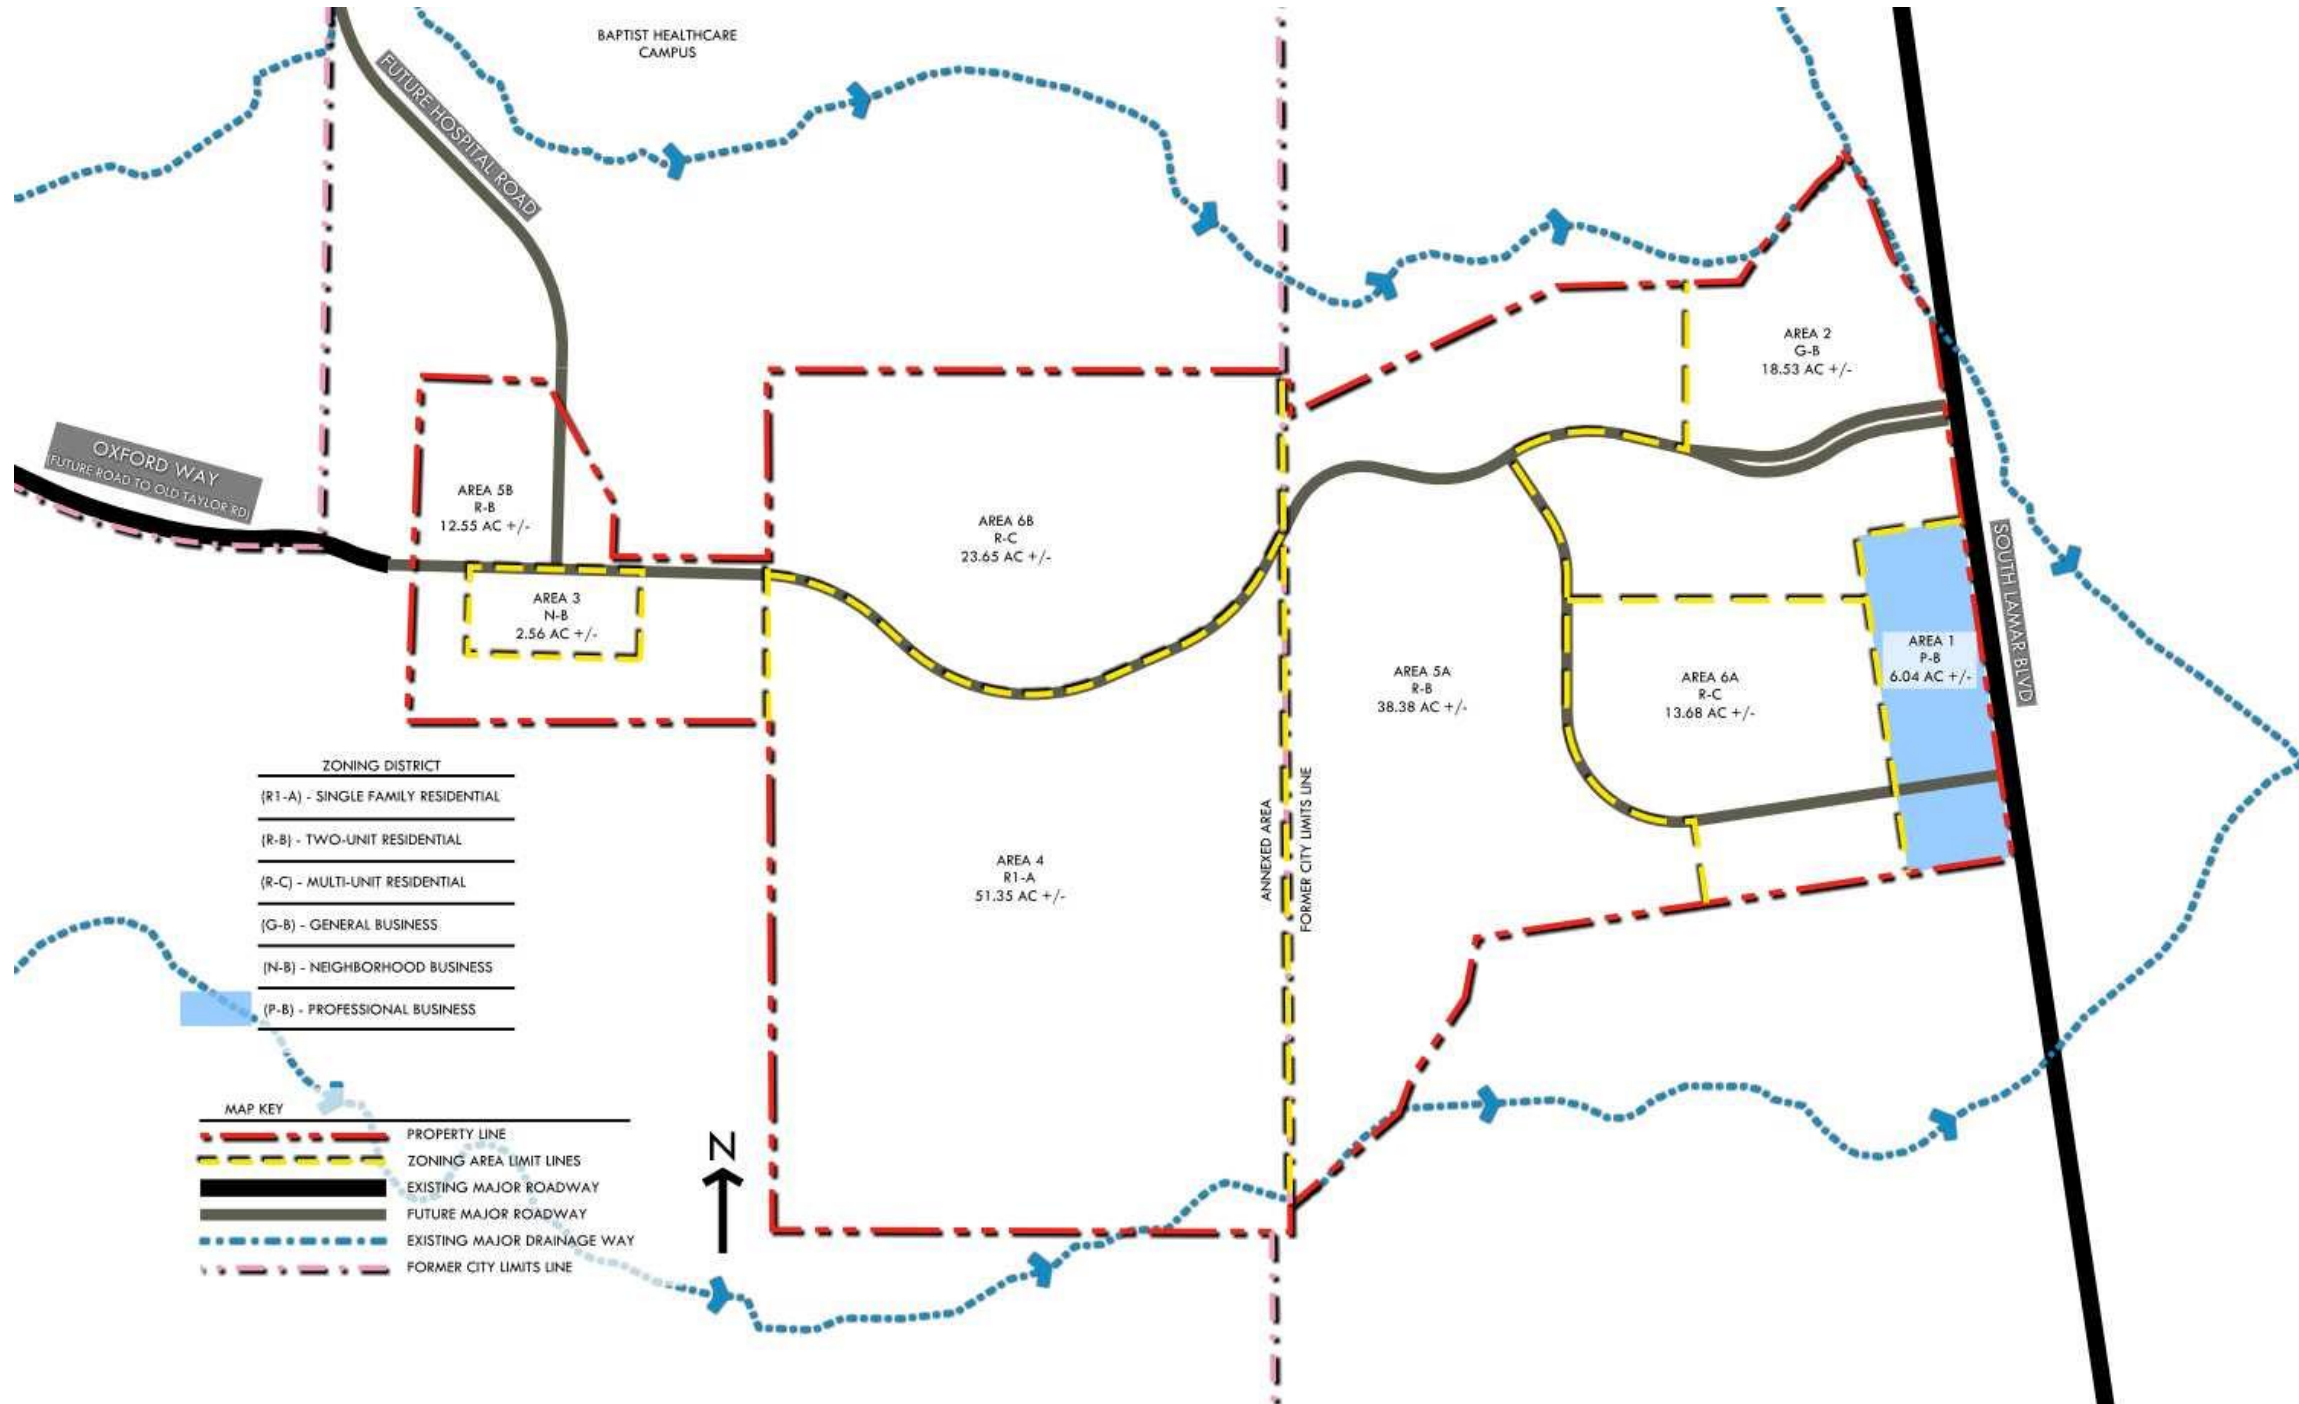 BAPTIST HEALTHCARE
CAMPUS
FUTURE HOSPITAL ROAD
OXFORD WAY
(FUTURE ROAD TO OLD TAYLOR RD)
AREA 5B
R-B
12.55 AC +/-
AREA 3
N-B
2.56 AC +/-
AREA 6B
R-C
23.65 AC +/-
AREA 2
G-B
18.53 AC +/-
AREA 5A
R-B
38.38 AC +/-
AREA 6A
R-C
13.68 AC +/-
AREA 1
P-B
6.04 AC +/-
SOUTH LAMAR BLVD
AREA 4
R1-A
51.35 AC +/-
ANNEXED AREA
FORMER CITY LIMITS LINE
ZONING DISTRICT
(R1-A) - SINGLE FAMILY RESIDENTIAL
(R-B) - TWO-UNIT RESIDENTIAL
(R-C) - MULTI-UNIT RESIDENTIAL
(G-B) - GENERAL BUSINESS
(N-B) - NEIGHBORHOOD BUSINESS
(P-B) - PROFESSIONAL BUSINESS
MAP KEY
PROPERTY LINE
ZONING AREA LIMIT LINES
EXISTING MAJOR ROADWAY
FUTURE MAJOR ROADWAY
EXISTING MAJOR DRAINAGE WAY
FORMER CITY LIMITS LINE
N